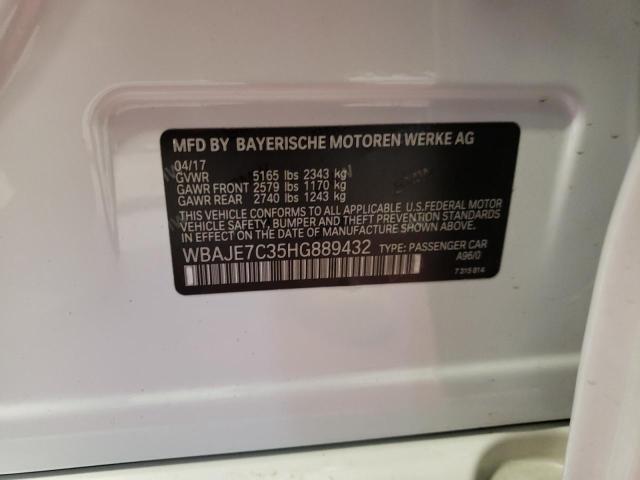 MFD BY BAYERISCHE MOTOREN WERKE AG
04/17
GVWR 5165 lbs 2343 kg
GAWR FRONT 2579 lbs 1170 kg
GAWR REAR 2740 lbs 1243 kg
THIS VEHICLE CONFORMS TO ALL APPLICABLE U.S. FEDERAL MOTOR
VEHICLE SAFETY, BUMPER AND THEFT PREVENTION STANDARDS
IN EFFECT ON THE DATE OF MANUFACTURE SHOWN ABOVE.
WBAJE7C35HG889432 TYPE: PASSENGER CAR
A96/0
7 315 814